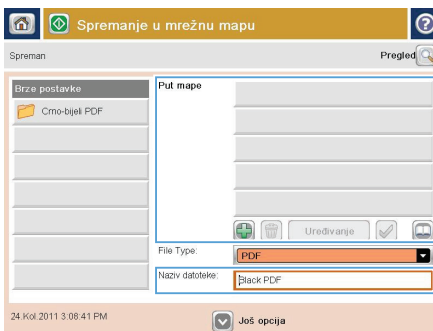 Spremanje u mrežnu mapu
Spreman
Pregled
Brze postavke
Crno-bijeli PDF
Put mape
Uređivanje
File Type:
PDF
Naziv datoteke:
Black PDF
24.Kol.2011 3:08:41 PM
Još opcija